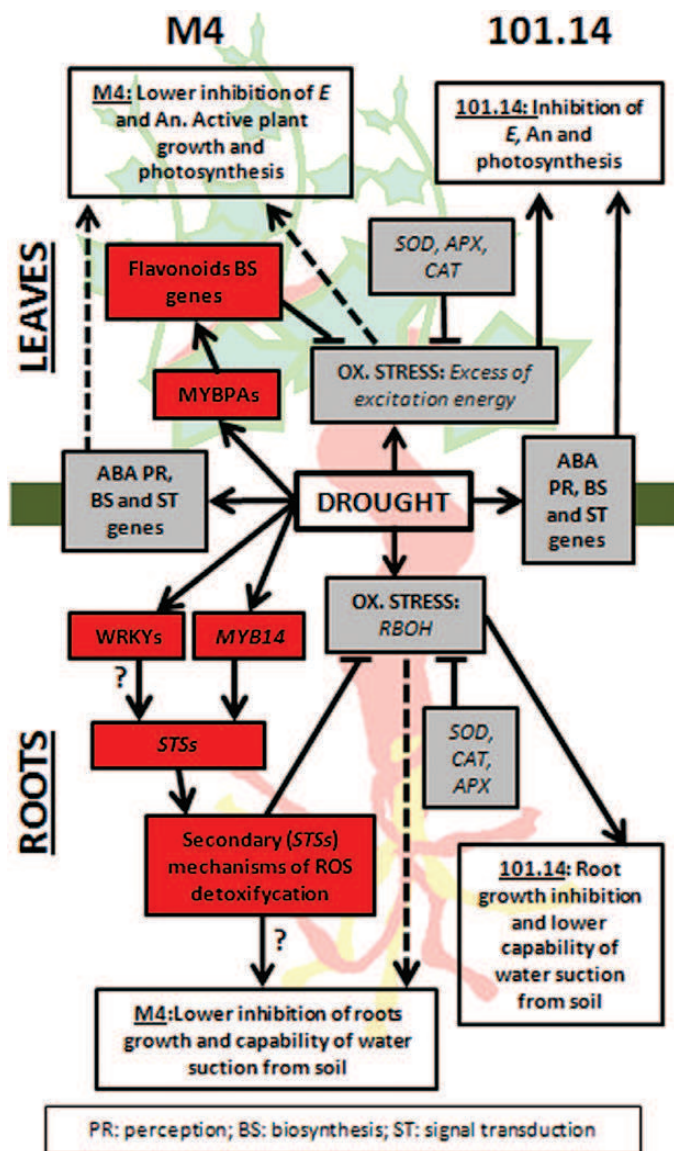 M4
101.14
M4: Lower inhibition of E
and An. Active plant
growth and
photosynthesis
101.14: Inhibition of
E, An and
photosynthesis
LEAVES
Flavonoids BS
genes
SOD, APX,
CAT
MYBPAs
OX. STRESS: Excess of
excitation energy
ABA PR,
BS and ST
genes
DROUGHT
ABA
PR, BS
and ST
genes
OX. STRESS:
RBOH
WRKYs
MYB14
?
STSs
SOD,
CAT,
APX
ROOTS
Secondary (STSs)
mechanisms of ROS
detoxifycation
?
101.14: Root
growth inhibition
and lower
capability of
water suction
from soil
M4:Lower inhibition of roots
growth and capability of water
suction from soil
PR: perception; BS: biosynthesis; ST: signal transduction